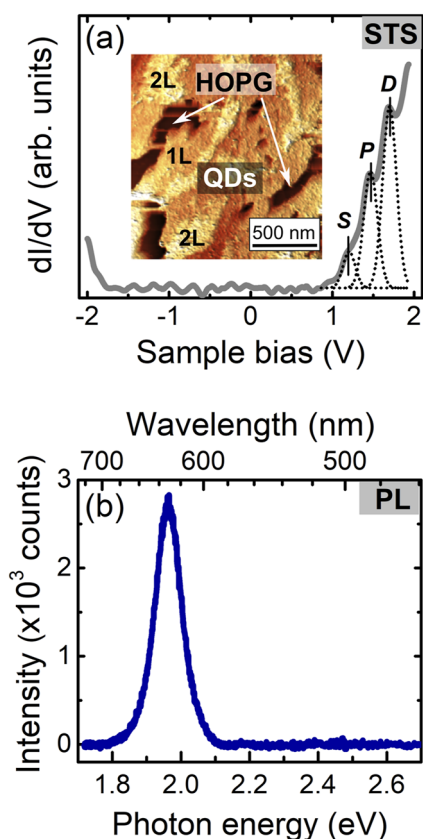 (a)
STS
2L
HOPG
1L
QDs
2L
500 nm
S
P
D
dI/dV (arb. units)
-2 -1 0 1 2
Sample bias (V)
Wavelength (nm)
700 600 500
(b)
PL
3
2
1
0
Intensity (x10³ counts)
1.8 2.0 2.2 2.4 2.6
Photon energy (eV)